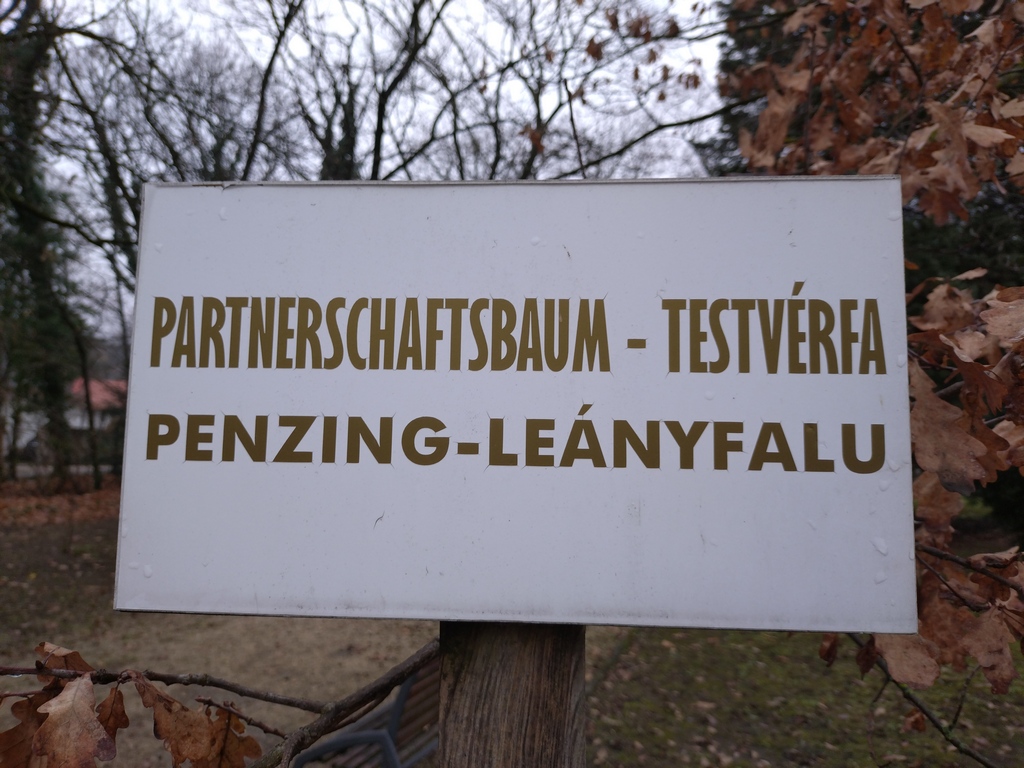 PARTNERSCHAFTSBAUM - TESTVÉRFA
PENZING-LEÁNYFALU